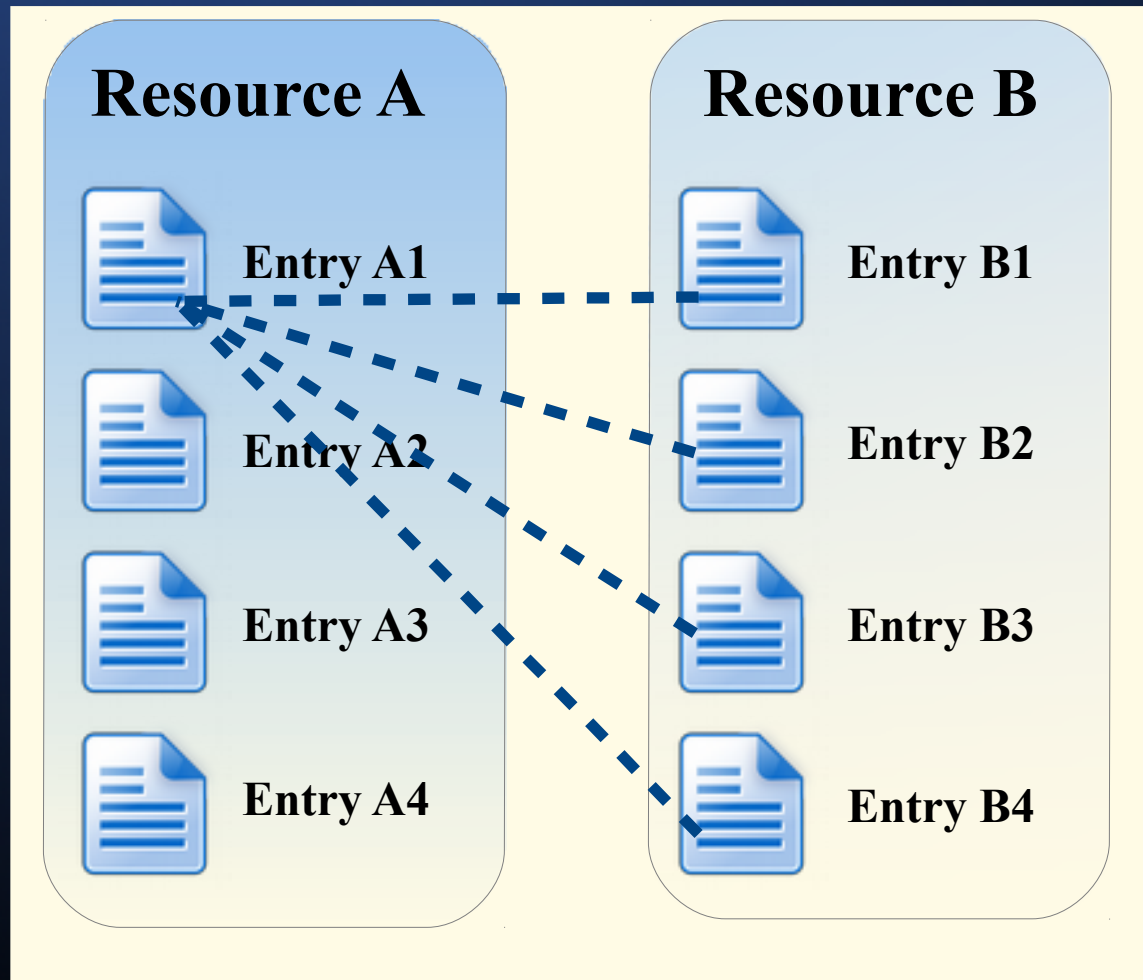 Resource A
Entry A1
Entry A2
Entry A3
Entry A4
Resource B
Entry B1
Entry B2
Entry B3
Entry B4